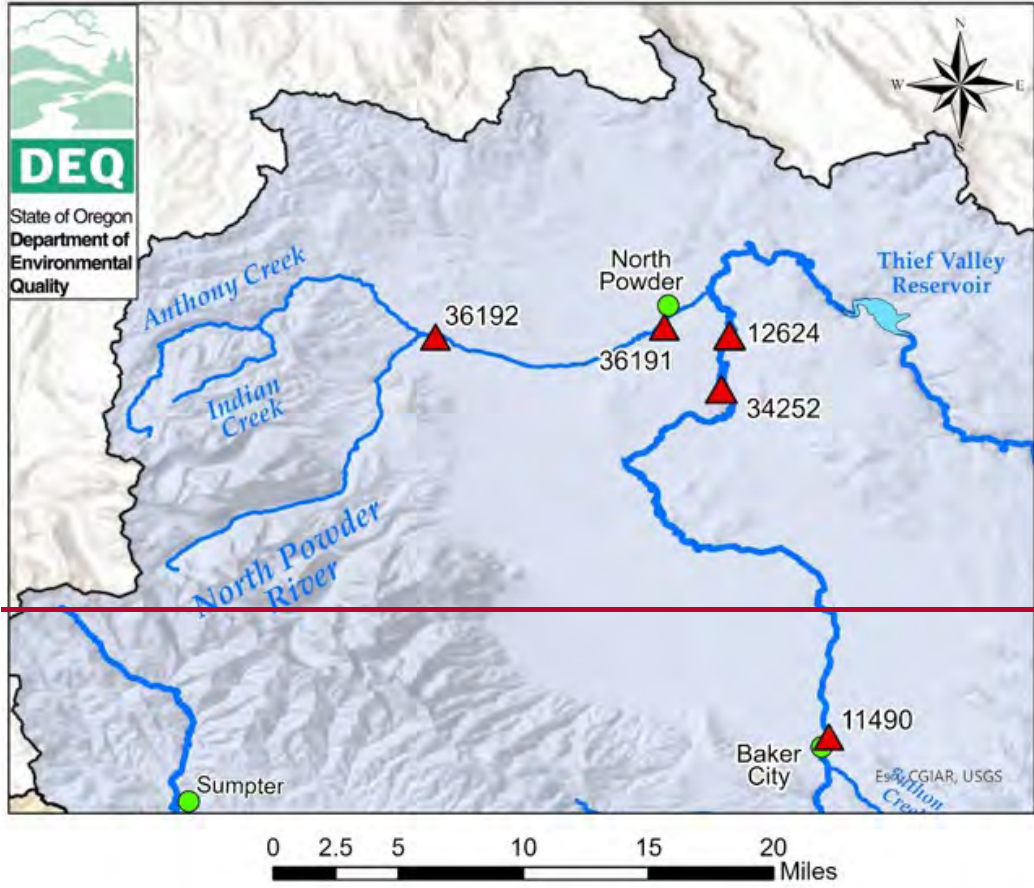 DEQ
State of Oregon
Department of
Environmental
Quality
N
W
E
S
Anthony Creek
Indian
Creek
North Powder
River
North
Powder
36192
36191
12624
34252
Thief Valley
Reservoir
11490
Baker
City
Sumpter
CGIAR, USGS
0 2.5 5 10 15 20
Miles